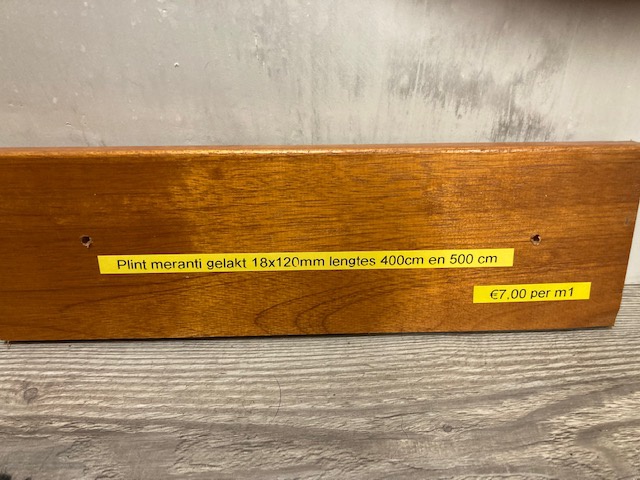 Plint meranti gelakt 18x120mm lengtes 400cm en 500 cm
€7,00 per m1